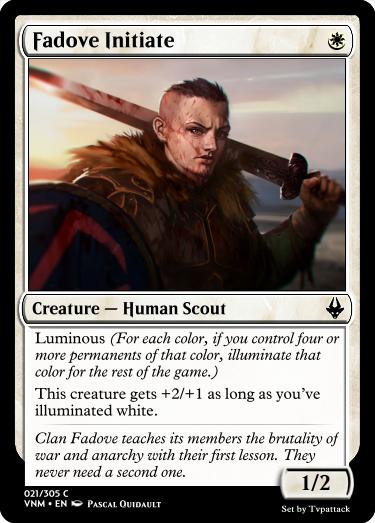 Fadove Initiate
Creature — Human Scout
Luminous (For each color, if you control four or
more permanents of that color, illuminate that
color for the rest of the game.)
This creature gets +2/+1 as long as you've
illuminated white.
Clan Fadove teaches its members the brutality of
war and anarchy with their first lesson. They
never need a second one.
1/2
021/305 C
VNM • EN Pascal Quidault
Set by Tvpattack